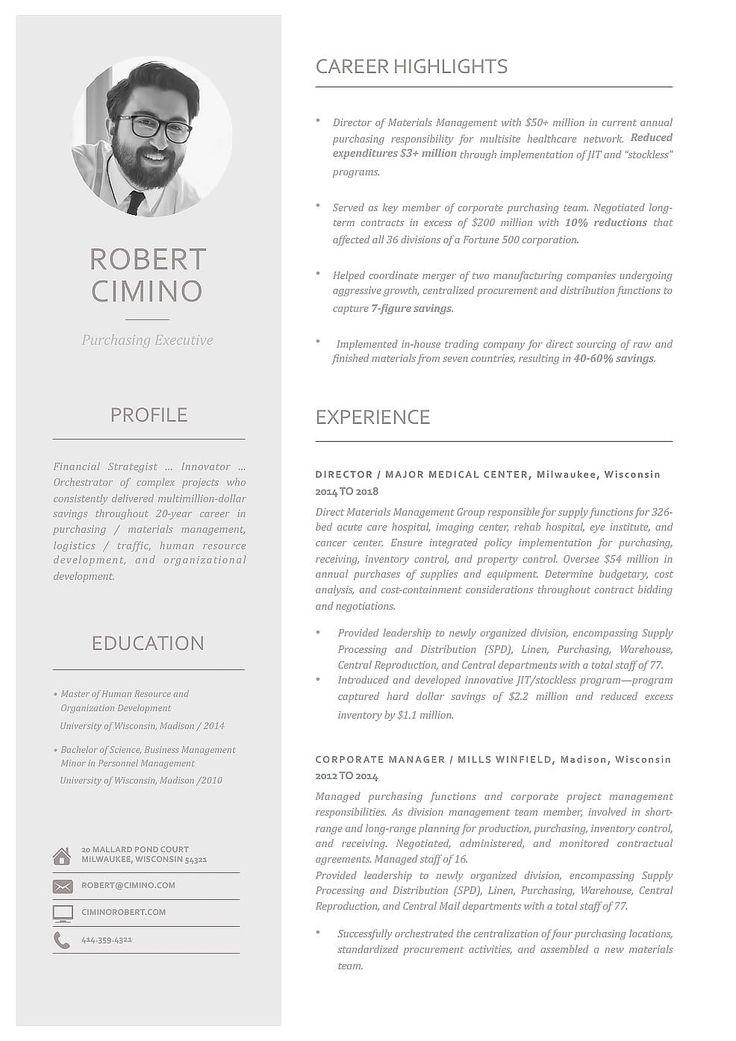 ROBERT
CIMINO
Purchasing Executive
PROFILE
Financial Strategist ... Innovator ...
Orchestrator of complex projects who
consistently delivered multimillion-dollar
savings throughout 20-year career in
purchasing / materials management,
logistics / traffic, human resource
development, and organizational
development.
EDUCATION
• Master of Human Resource and
Organization Development
University of Wisconsin, Madison / 2014
• Bachelor of Science, Business Management
Minor in Personnel Management
University of Wisconsin, Madison /2010
20 MALLARD POND COURT
MILWAUKEE, WISCONSIN 54321
ROBERT@CIMINO.COM
CIMINOROBERT.COM
414.359.4321
CAREER HIGHLIGHTS
• Director of Materials Management with $50+ million in current annual
purchasing responsibility for multisite healthcare network. Reduced
expenditures $3+ million through implementation of JIT and “stockless”
programs.
• Served as key member of corporate purchasing team. Negotiated long-
term contracts in excess of $200 million with 10% reductions that
affected all 36 divisions of a Fortune 500 corporation.
• Helped coordinate merger of two manufacturing companies undergoing
aggressive growth, centralized procurement and distribution functions to
capture 7-figure savings.
• Implemented in-house trading company for direct sourcing of raw and
finished materials from seven countries, resulting in 40-60% savings.
EXPERIENCE
DIRECTOR / MAJOR MEDICAL CENTER, Milwaukee, Wisconsin
2014 TO 2018
Direct Materials Management Group responsible for supply functions for 326-
bed acute care hospital, imaging center, rehab hospital, eye institute, and
cancer center. Ensure integrated policy implementation for purchasing,
receiving, inventory control, and property control. Oversee $54 million in
annual purchases of supplies and equipment. Determine budgetary, cost
analysis, and cost-containment considerations throughout contract bidding
and negotiations.
• Provided leadership to newly organized division, encompassing Supply
Processing and Distribution (SPD), Linen, Purchasing, Warehouse,
Central Reproduction, and Central departments with a total staff of 77.
• Introduced and developed innovative JIT/stockless program—program
captured hard dollar savings of $2.2 million and reduced excess
inventory by $1.1 million.
CORPORATE MANAGER / MILLS WINFIELD, Madison, Wisconsin
2012 TO 2014
Managed purchasing functions and corporate project management
responsibilities. As division management team member, involved in short-
range and long-range planning for production, purchasing, inventory control,
and receiving. Negotiated, administered, and monitored contractual
agreements. Managed staff of 16.
Provided leadership to newly organized division, encompassing Supply
Processing and Distribution (SPD), Linen, Purchasing, Warehouse, Central
Reproduction, and Central Mail departments with a total staff of 77.
• Successfully orchestrated the centralization of four purchasing locations,
standardized procurement activities, and assembled a new materials
team.